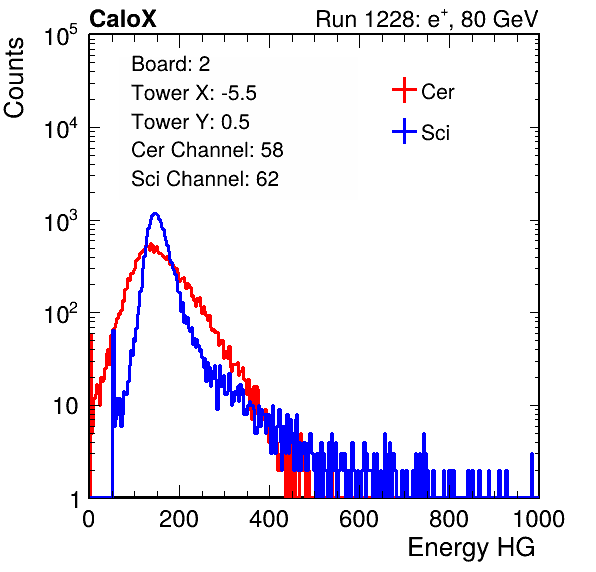 CaloX Run 1228: e⁺, 80 GeV
Counts
Board: 2
Tower X: -5.5
Tower Y: 0.5
Cer Channel: 58
Sci Channel: 62
Cer
Sci
10⁵
10⁴
10³
10²
10
1
0 200 400 600 800 1000
Energy HG